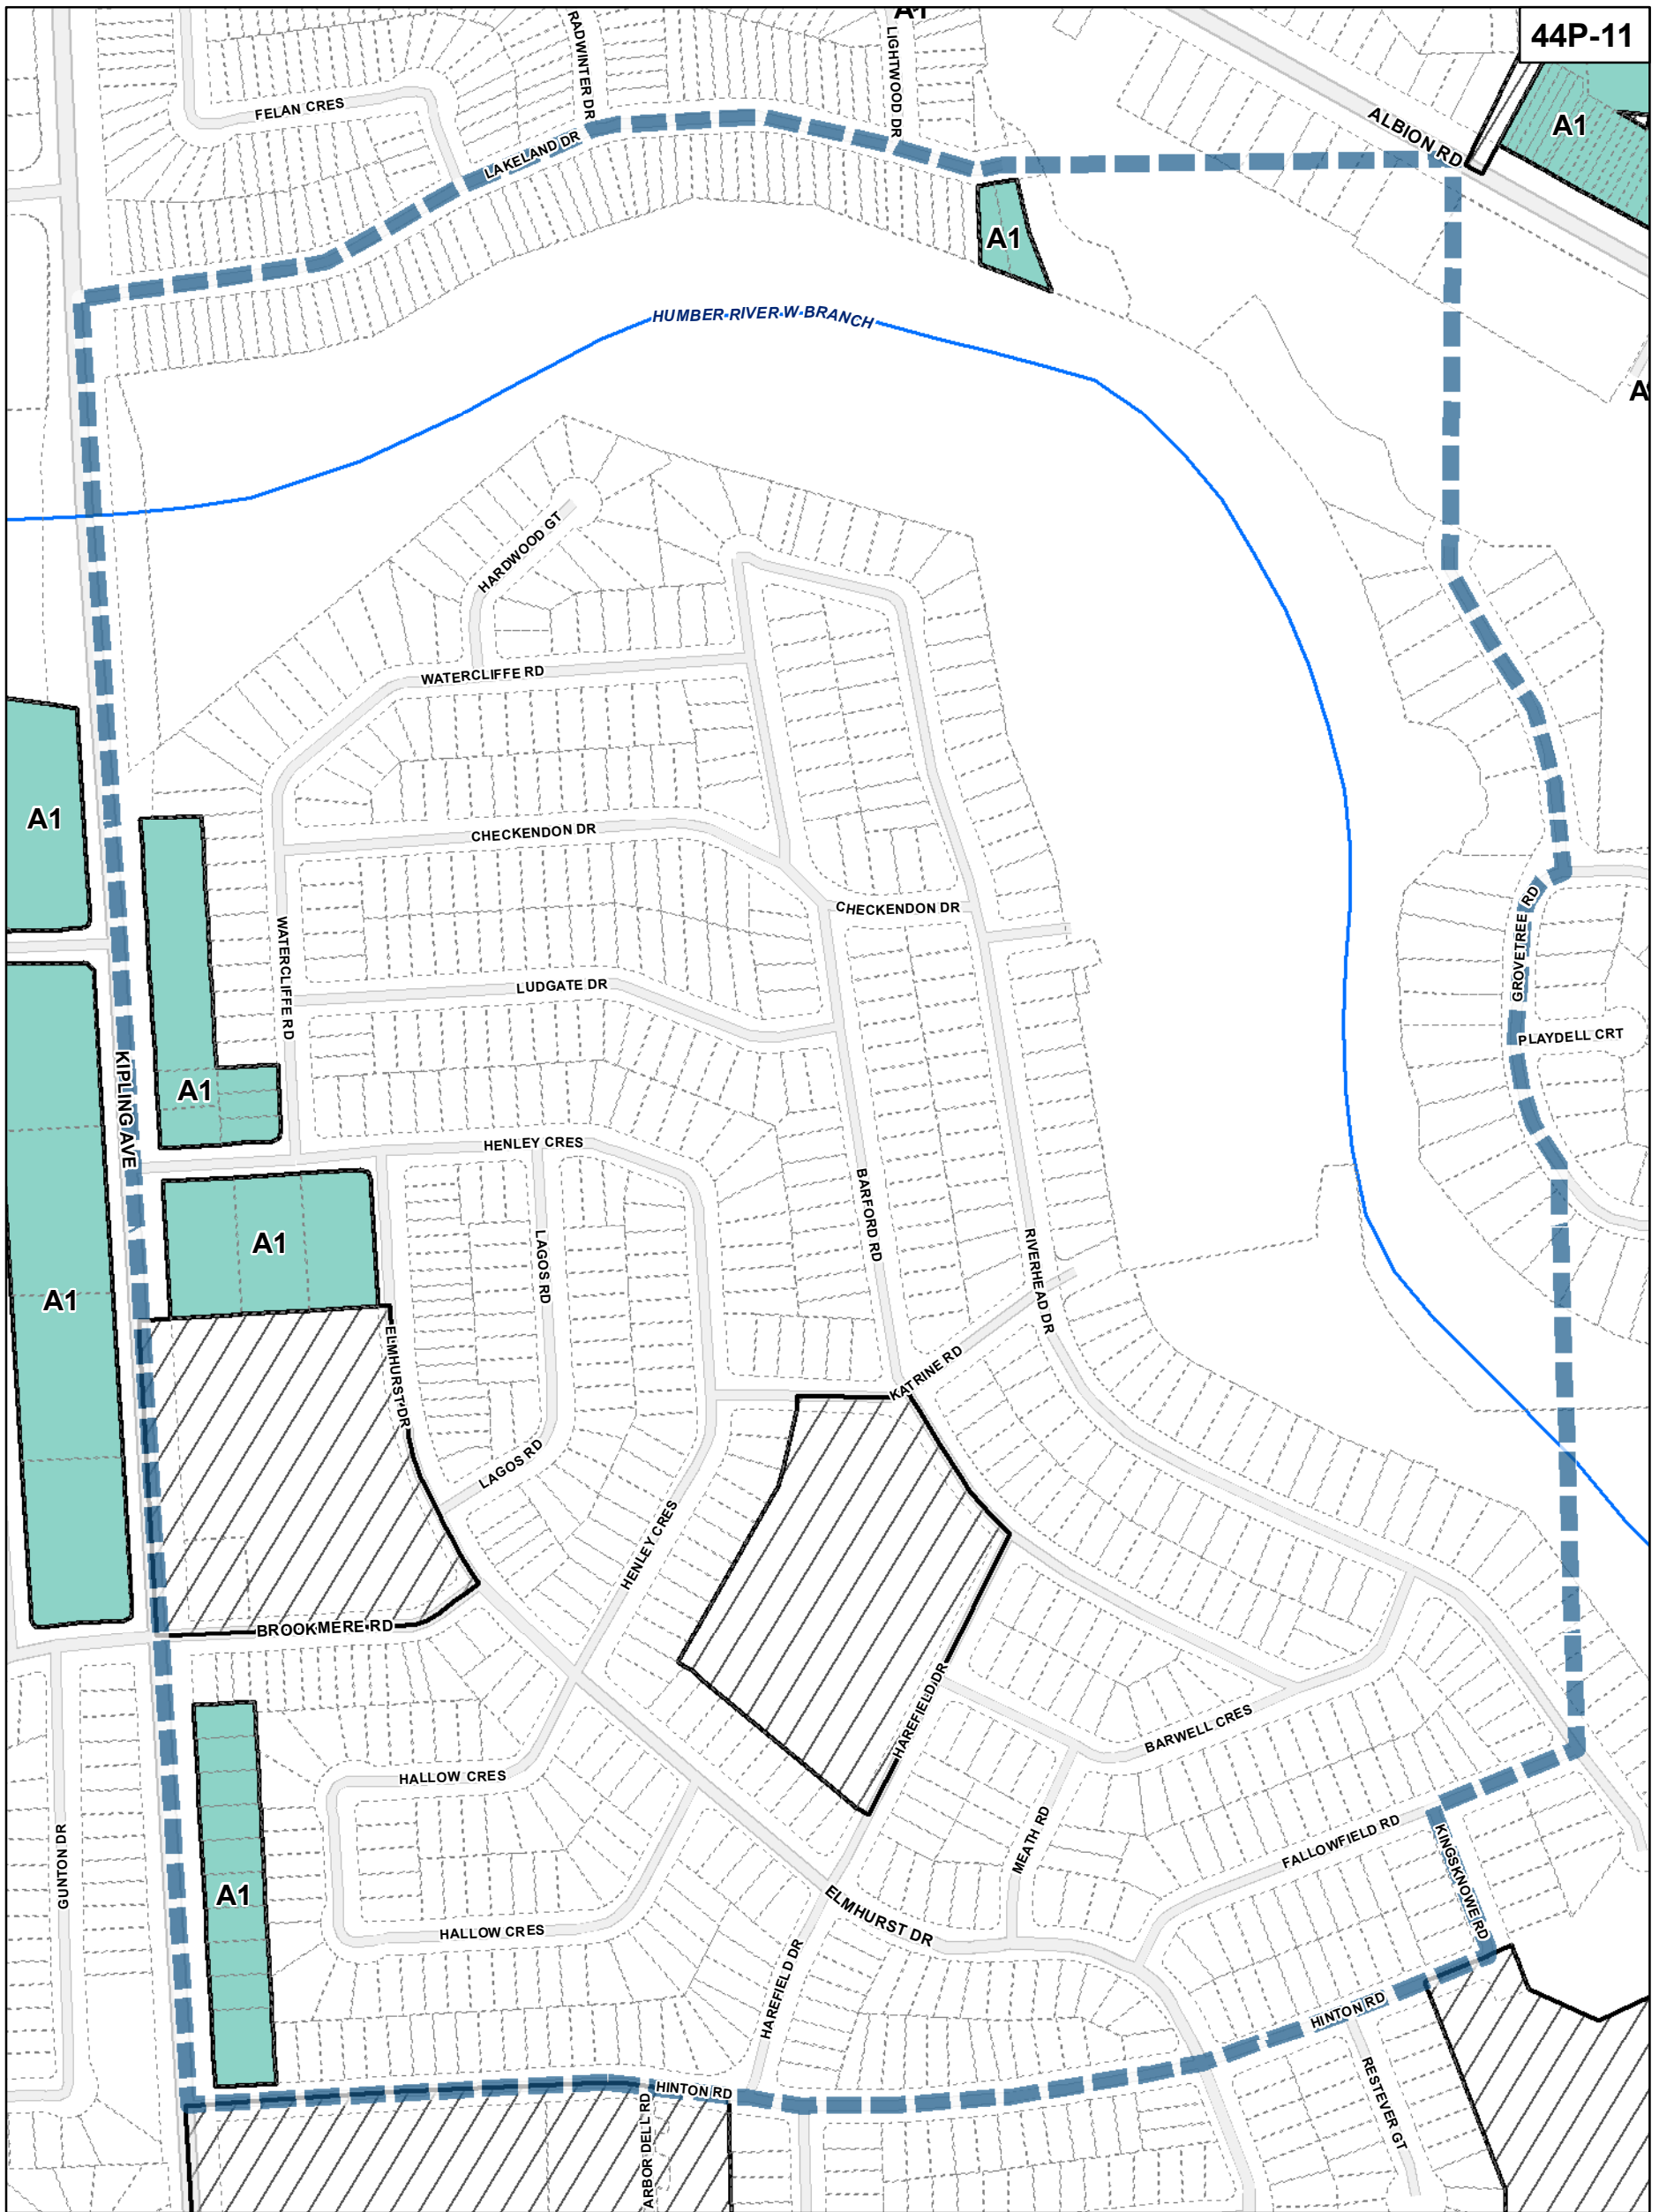 44P-11
A1
RADWINTER DR
LIGHTWOOD DR
FELAN CRES
LAKELAND DR
ALBION RD
A1
A1
HUMBER RIVER W BRANCH
HARDWOOD GT
WATERCLIFFE RD
A1
CHECKENDON DR
CHECKENDON DR
GROVETREE RD
WATERCLIFFE RD
LUDGATE DR
PLAYDELL CRT
KIPLING AVE
A1
HENLEY CRES
BARFORD RD
A1
LAGOS RD
RIVERHEAD DR
A1
ELMHURST DR
KATRINE RD
LAGOS RD
HENLEY CRES
BROOKMERE RD
HAREFIELD DR
BARWELL CRES
HALLOW CRES
MEATH RD
FALLOWFIELD RD
KINGSKNOWE RD
GUNTON DR
A1
ELMHURST DR
HALLOW CRES
HAREFIELD DR
HINTON RD
HINTON RD
RESTEVER GT
ARBOR DELL RD